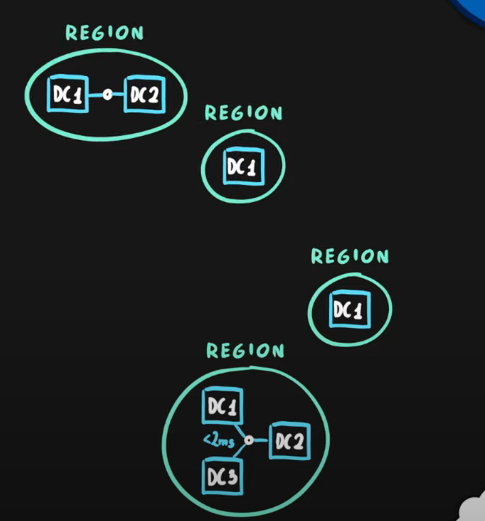 REGION
DC1 DC2
REGION
DC1
REGION
DC1
REGION
DC1
<2ms DC2
DC3